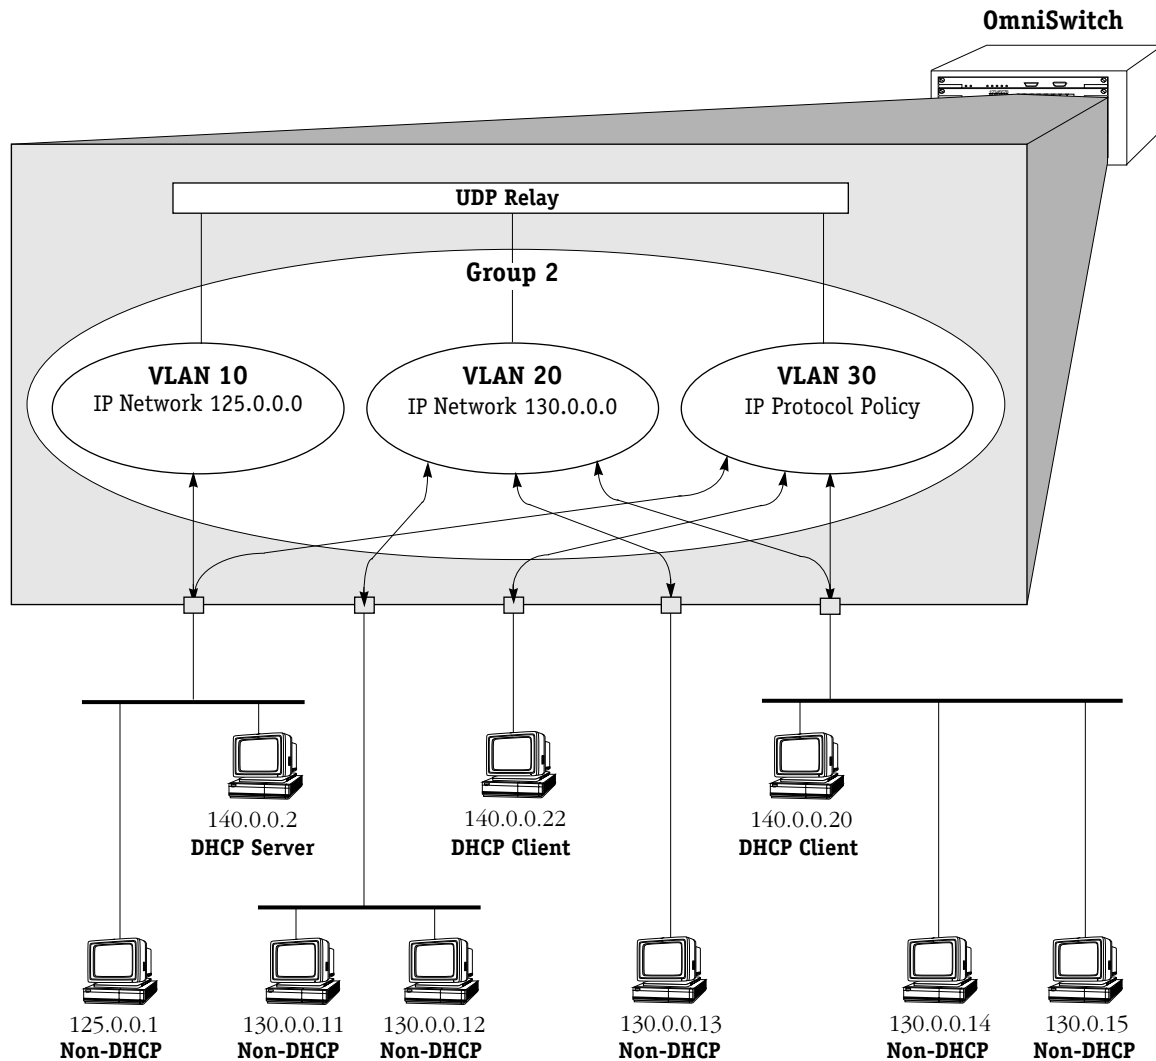 OmniSwitch
UDP Relay
Group 2
VLAN 10
IP Network 125.0.0.0
VLAN 20
IP Network 130.0.0.0
VLAN 30
IP Protocol Policy
140.0.0.2
DHCP Server
140.0.0.22
DHCP Client
140.0.0.20
DHCP Client
125.0.0.1
Non-DHCP
130.0.0.11
Non-DHCP
130.0.0.12
Non-DHCP
130.0.0.13
Non-DHCP
130.0.0.14
Non-DHCP
130.0.15
Non-DHCP